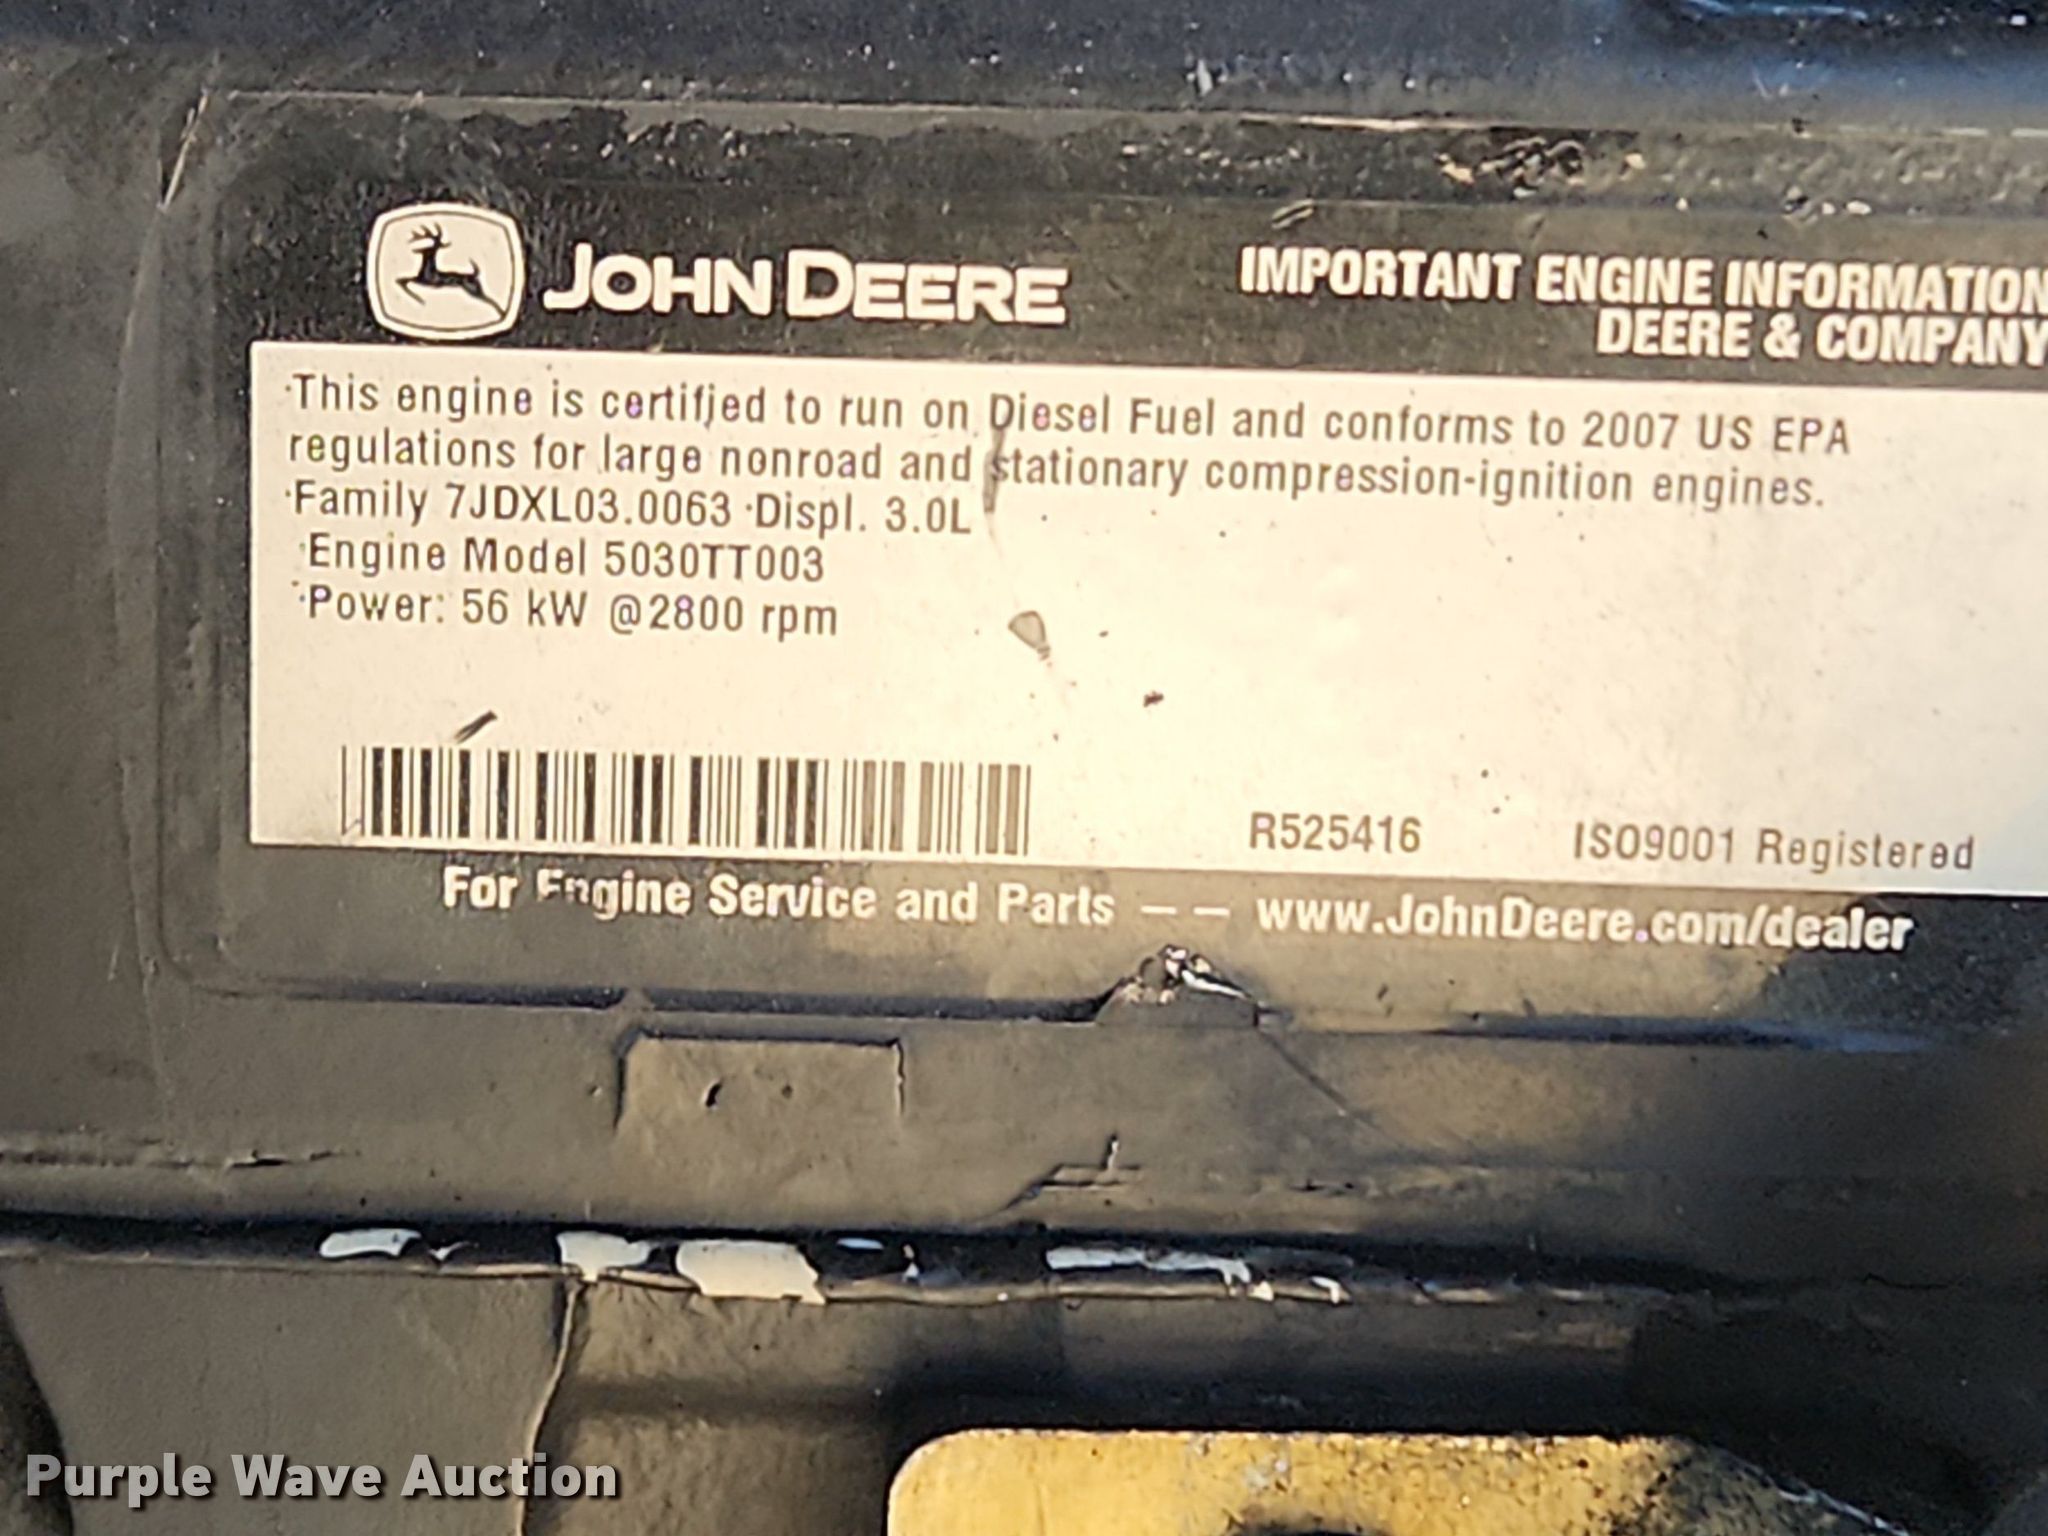 JOHN DEERE
IMPORTANT ENGINE INFORMATION
DEERE & COMPANY
·This engine is certified to run on Diesel Fuel and conforms to 2007 US EPA
regulations for large nonroad and stationary compression-ignition engines.
·Family 7JDXL03.0063 ·Displ. 3.0L
·Engine Model 5030TT003
·Power: 56 kW @2800 rpm
R525416
ISO9001 Registered
For Engine Service and Parts – – www.JohnDeere.com/dealer
Purple Wave Auction